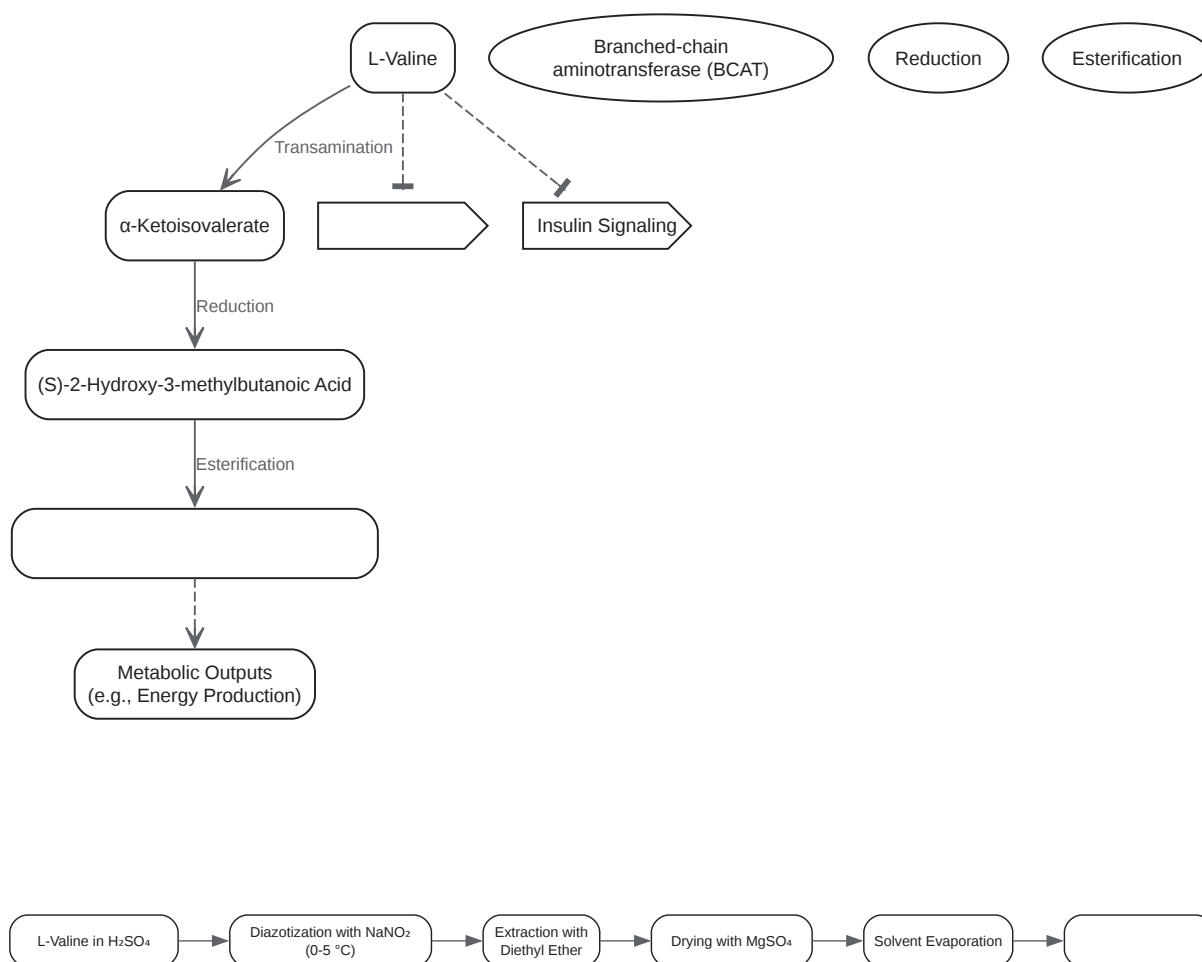 L-Valine
Branched-chain
aminotransferase (BCAT)
Reduction
Esterification
Transamination
α-Ketoisovalerate
Insulin Signaling
Reduction
(S)-2-Hydroxy-3-methylbutanoic Acid
Esterification
Metabolic Outputs
(e.g., Energy Production)
L-Valine in H₂SO₄
Diazotization with NaNO₂
(0-5 °C)
Extraction with
Diethyl Ether
Drying with MgSO₄
Solvent Evaporation